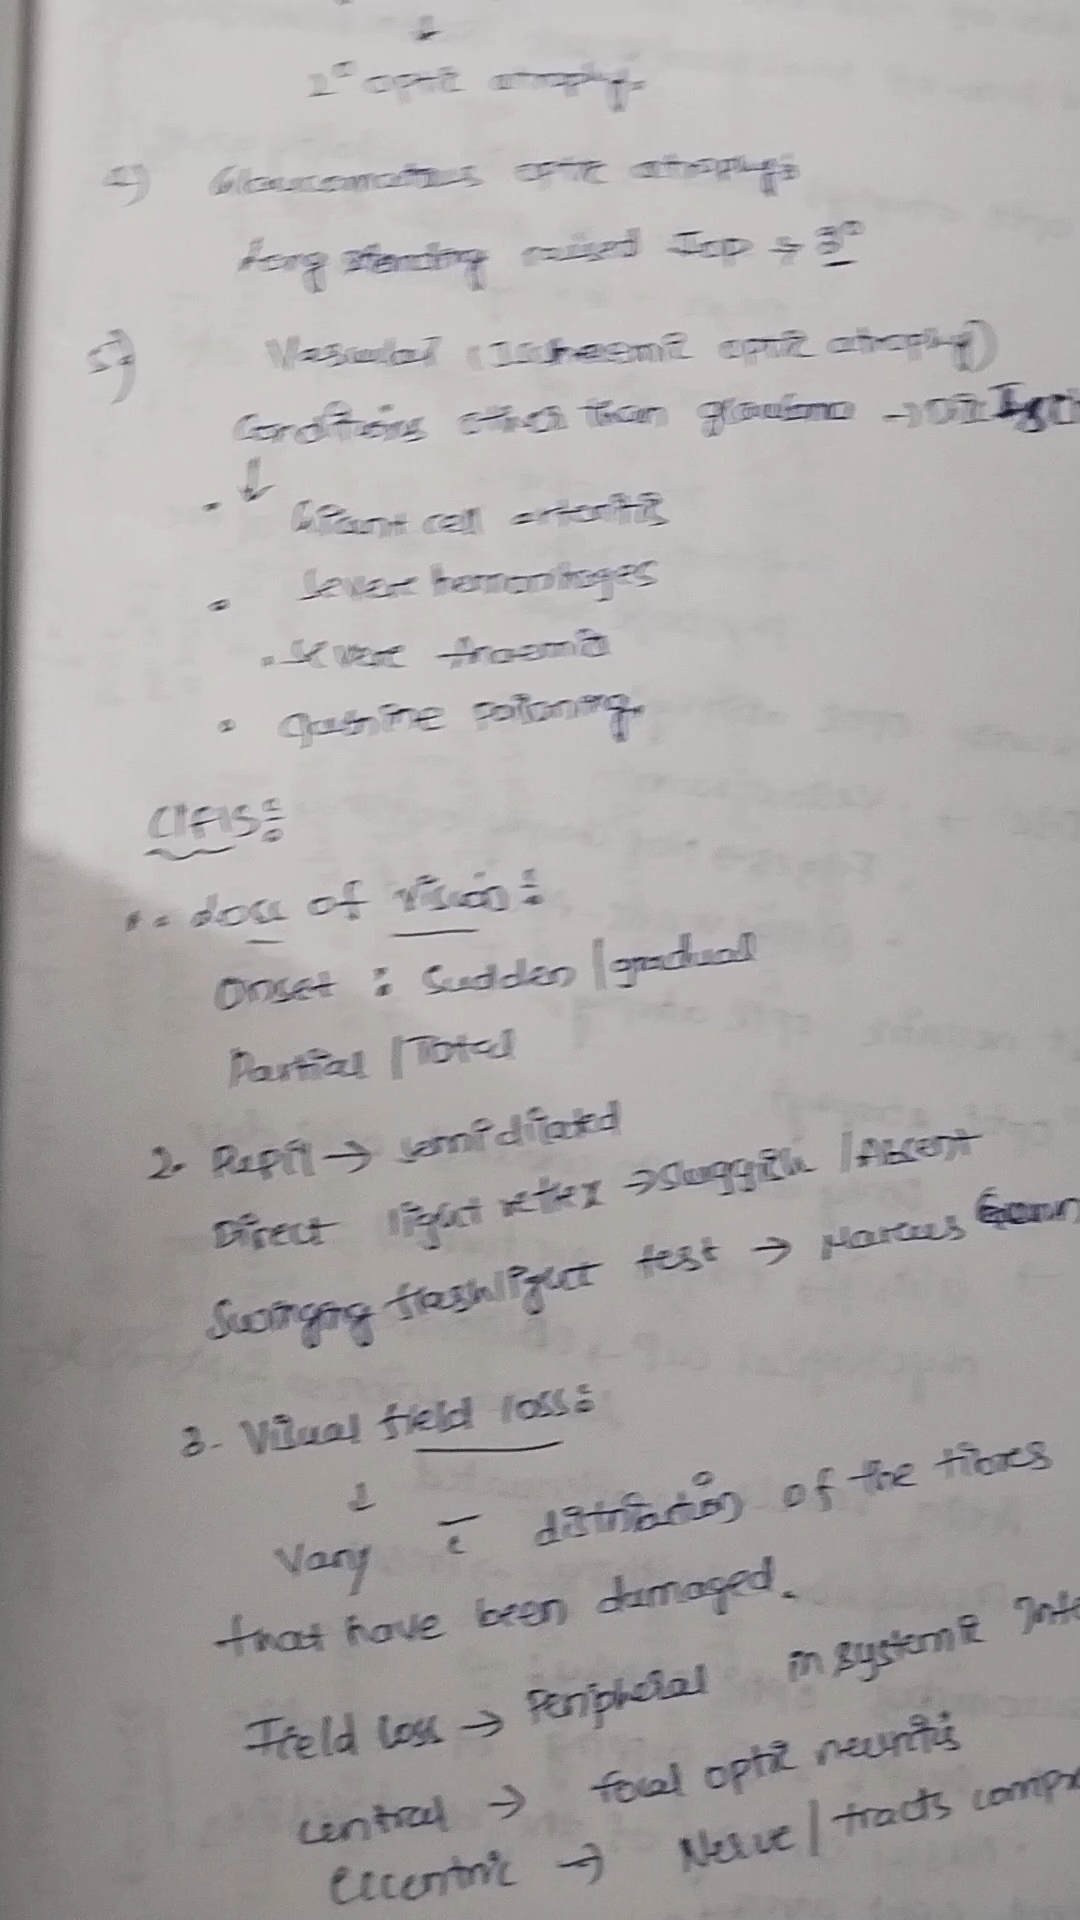 ↓
2° optic atrophy.
4) Glaucomatous optic atrophy:
Long standing raised Iop → 3°
5) Vascular (Ischeemic optic atrophy)
Conditions other than glaucoma → Disc
↓
• Giant cell arteritis
• Severe hemorrhages
• Severe Anaemia
• Quinine poisoning.
C/F/S:
1. Loss of vision:
Onset : Sudden / gradual
Partial / Total
2. Pupil → semidilated
Direct light reflex → Sluggish / Absent
Swinging flashlight test → Marcus Gunn
3. Visual field loss:
↓
Vary c̄ distribution of the fibres
that have been damaged.
Field loss → Peripheral in systemic
central → focal optic neuritis
Eccentric → Nerve / tracts